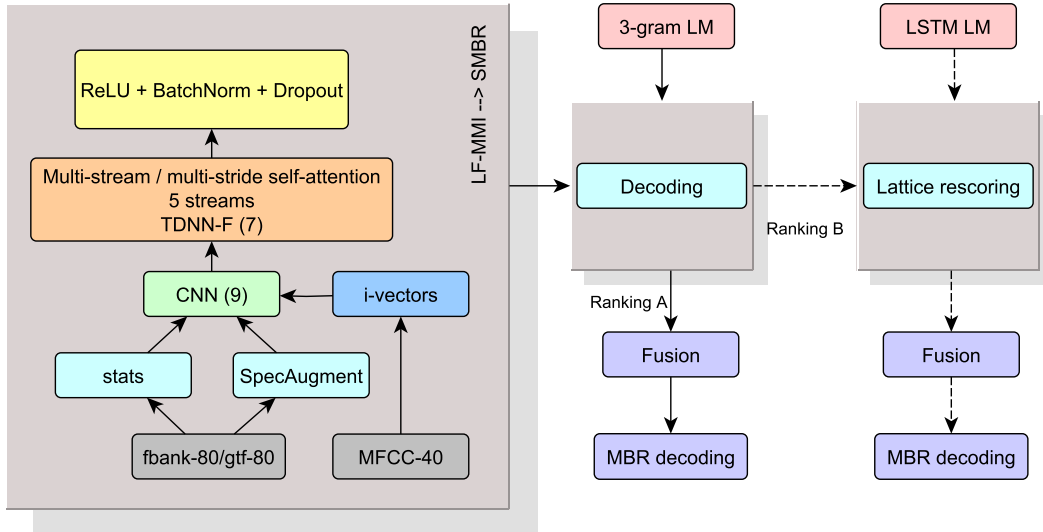 ReLU + BatchNorm + Dropout
LF-MMI ---> SMBR
Multi-stream / multi-stride self-attention
5 streams
TDNN-F (7)
CNN (9)
i-vectors
stats
SpecAugment
fbank-80/gtf-80
MFCC-40
3-gram LM
Decoding
Ranking A
Fusion
MBR decoding
LSTM LM
Ranking B
Lattice rescoring
Fusion
MBR decoding